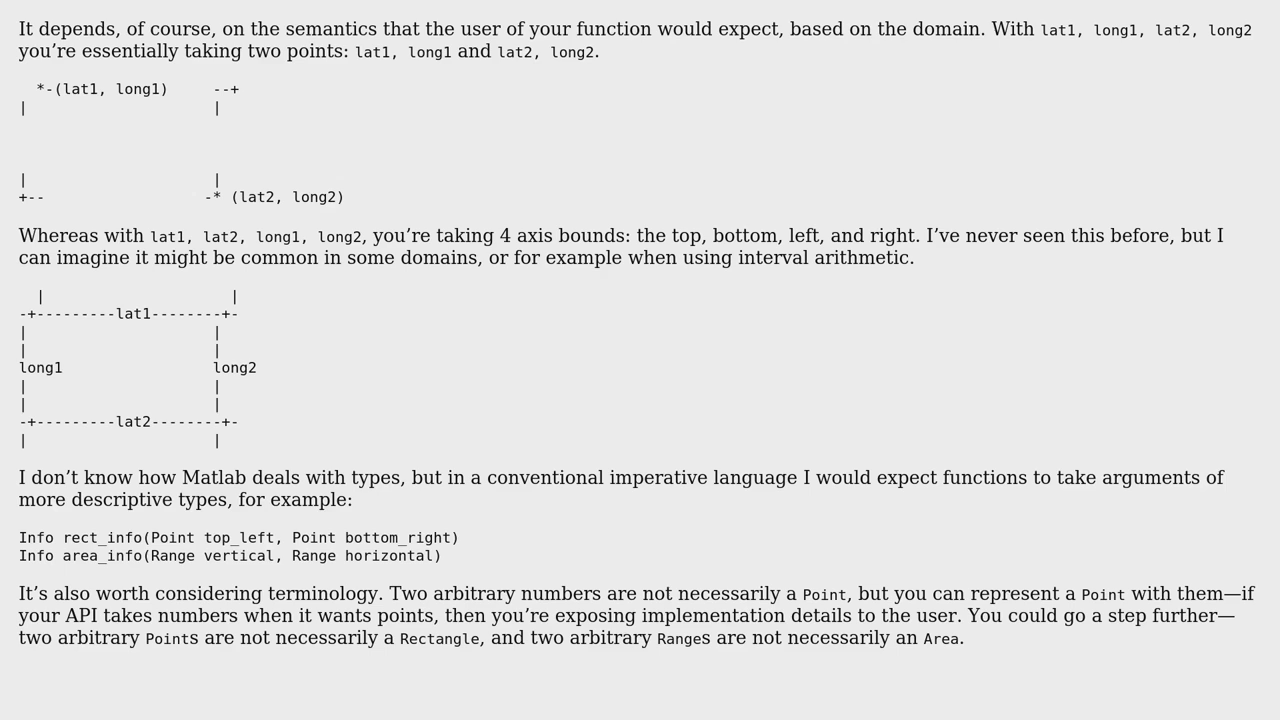 It depends, of course, on the semantics that the user of your function would expect, based on the domain. With lat1, long1, lat2, long2
you’re essentially taking two points: lat1, long1 and lat2, long2.
  *-(lat1, long1)     --+
|                     |
|                     |
+--                  -* (lat2, long2)
Whereas with lat1, lat2, long1, long2, you’re taking 4 axis bounds: the top, bottom, left, and right. I’ve never seen this before, but I
can imagine it might be common in some domains, or for example when using interval arithmetic.
  |                     |
-+---------lat1--------+-
|                     |
|                     |
long1                 long2
|                     |
|                     |
-+---------lat2--------+-
|                     |
I don’t know how Matlab deals with types, but in a conventional imperative language I would expect functions to take arguments of
more descriptive types, for example:
Info rect_info(Point top_left, Point bottom_right)
Info area_info(Range vertical, Range horizontal)
It’s also worth considering terminology. Two arbitrary numbers are not necessarily a Point, but you can represent a Point with them—if
your API takes numbers when it wants points, then you’re exposing implementation details to the user. You could go a step further—
two arbitrary Points are not necessarily a Rectangle, and two arbitrary Ranges are not necessarily an Area.